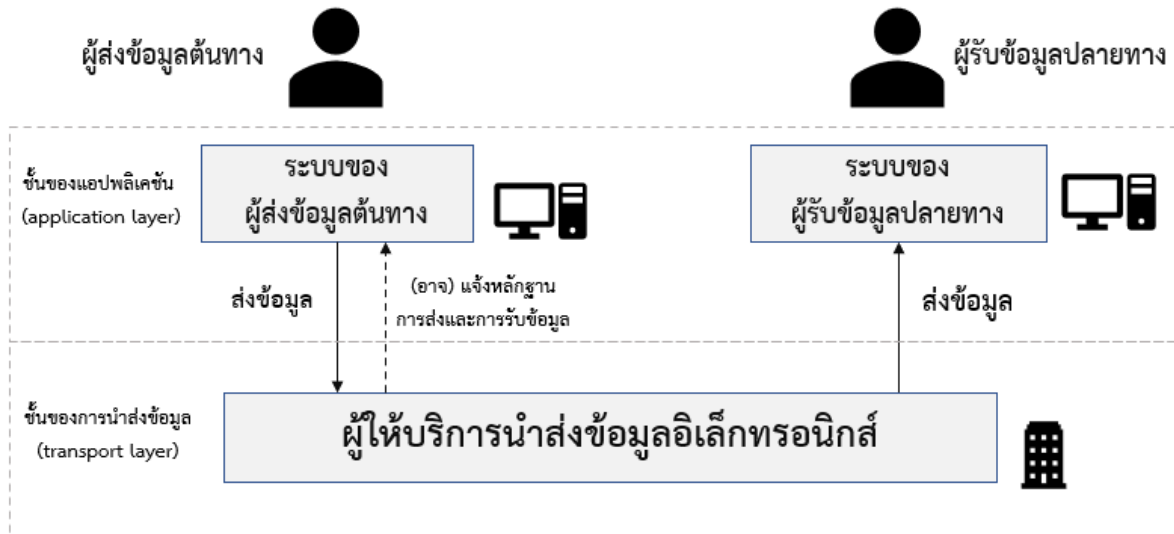 ผู้ส่งข้อมูลต้นทาง
ผู้รับข้อมูลปลายทาง
ชั้นของแอปพลิเคชัน
(application layer)
ระบบของ
ผู้ส่งข้อมูลต้นทาง
ระบบของ
ผู้รับข้อมูลปลายทาง
ส่งข้อมูล
(อาจ) แจ้งหลักฐาน
การส่งและการรับข้อมูล
ส่งข้อมูล
ชั้นของการนำส่งข้อมูล
(transport layer)
ผู้ให้บริการนำส่งข้อมูลอิเล็กทรอนิกส์